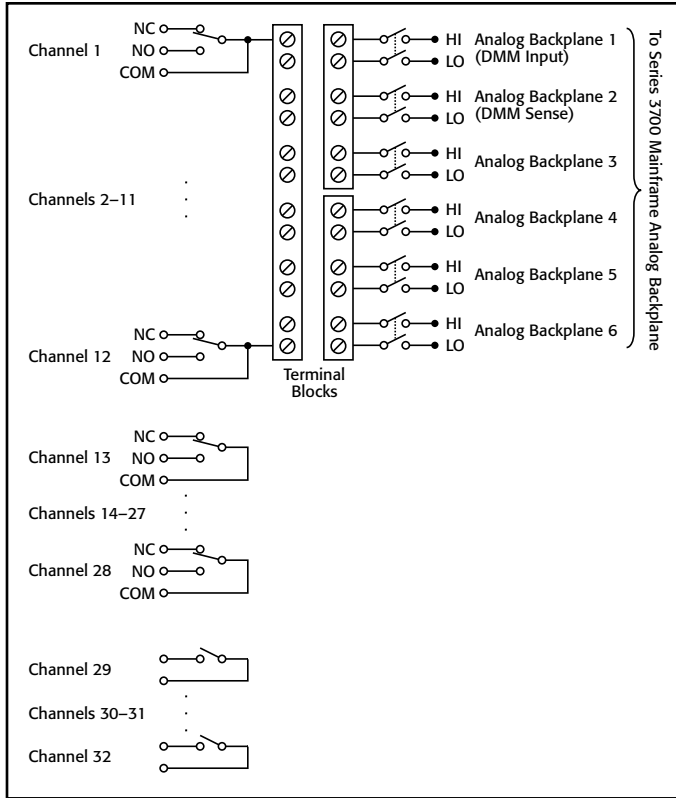 NC
Channel 1
NO
COM
Channels 2–11
NC
Channel 12
NO
COM
Terminal
Blocks
HI
LO
Analog Backplane 1
(DMM Input)
HI
LO
Analog Backplane 2
(DMM Sense)
HI
LO
Analog Backplane 3
HI
LO
Analog Backplane 4
HI
LO
Analog Backplane 5
HI
LO
Analog Backplane 6
To Series 3700 Mainframe Analog Backplane
NC
Channel 13
NO
COM
Channels 14–27
NC
Channel 28
NO
COM
Channel 29
Channels 30–31
Channel 32